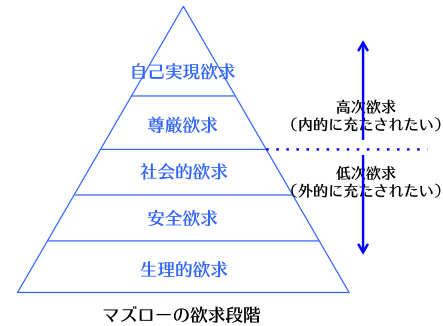 自己実現欲求
高次欲求
（内的に充たされたい）
尊厳欲求
社会的欲求
低次欲求
（外的に充たされたい）
安全欲求
生理的欲求
マズローの欲求段階